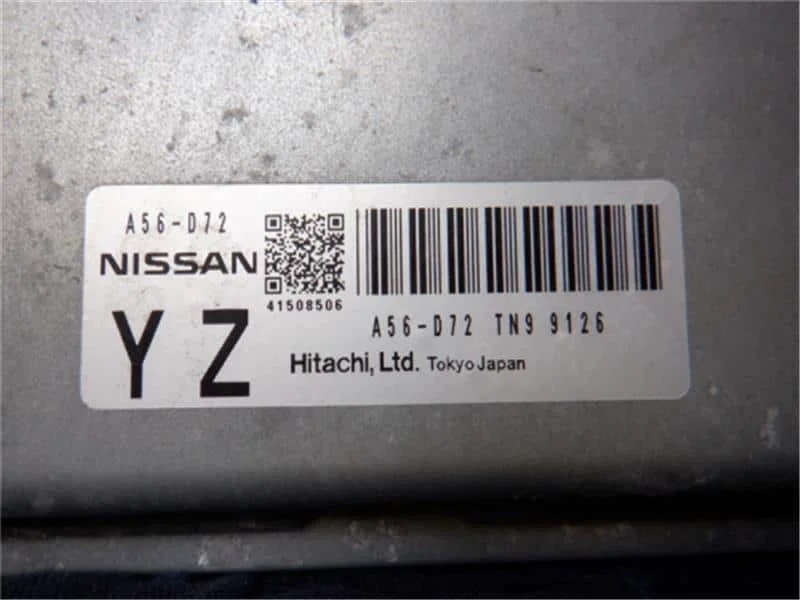 A56-D72
NISSAN
41508506
YZ
A56-D72 TN9 9126
Hitachi, Ltd. Tokyo Japan